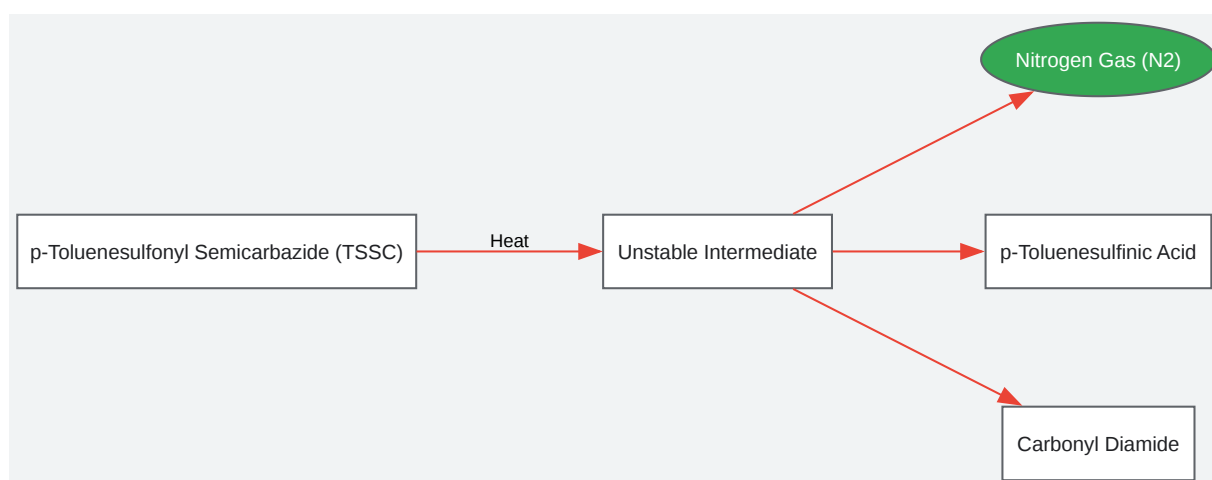 Nitrogen Gas (N2)
p-Toluenesulfonyl Semicarbazide (TSSC)
Heat
Unstable Intermediate
p-Toluenesulfinic Acid
Carbonyl Diamide